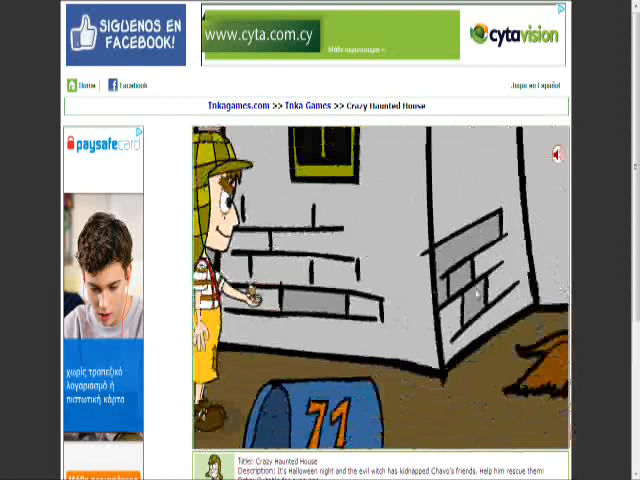 SIGUENOS EN
FACEBOOK!
www.cyta.com.cy
cytavision
Home
Facebook
Juega en Español
Inkagames.com >> Inka Games >> Crazy Haunted House
paysafecard
χωρίς τραπεζικό
λογαριασμό ή
πιστωτική κάρτα
71
Title: Crazy Haunted House
Description: It's Halloween night and the evil witch has kidnapped Chavo's friends. Help him rescue them!